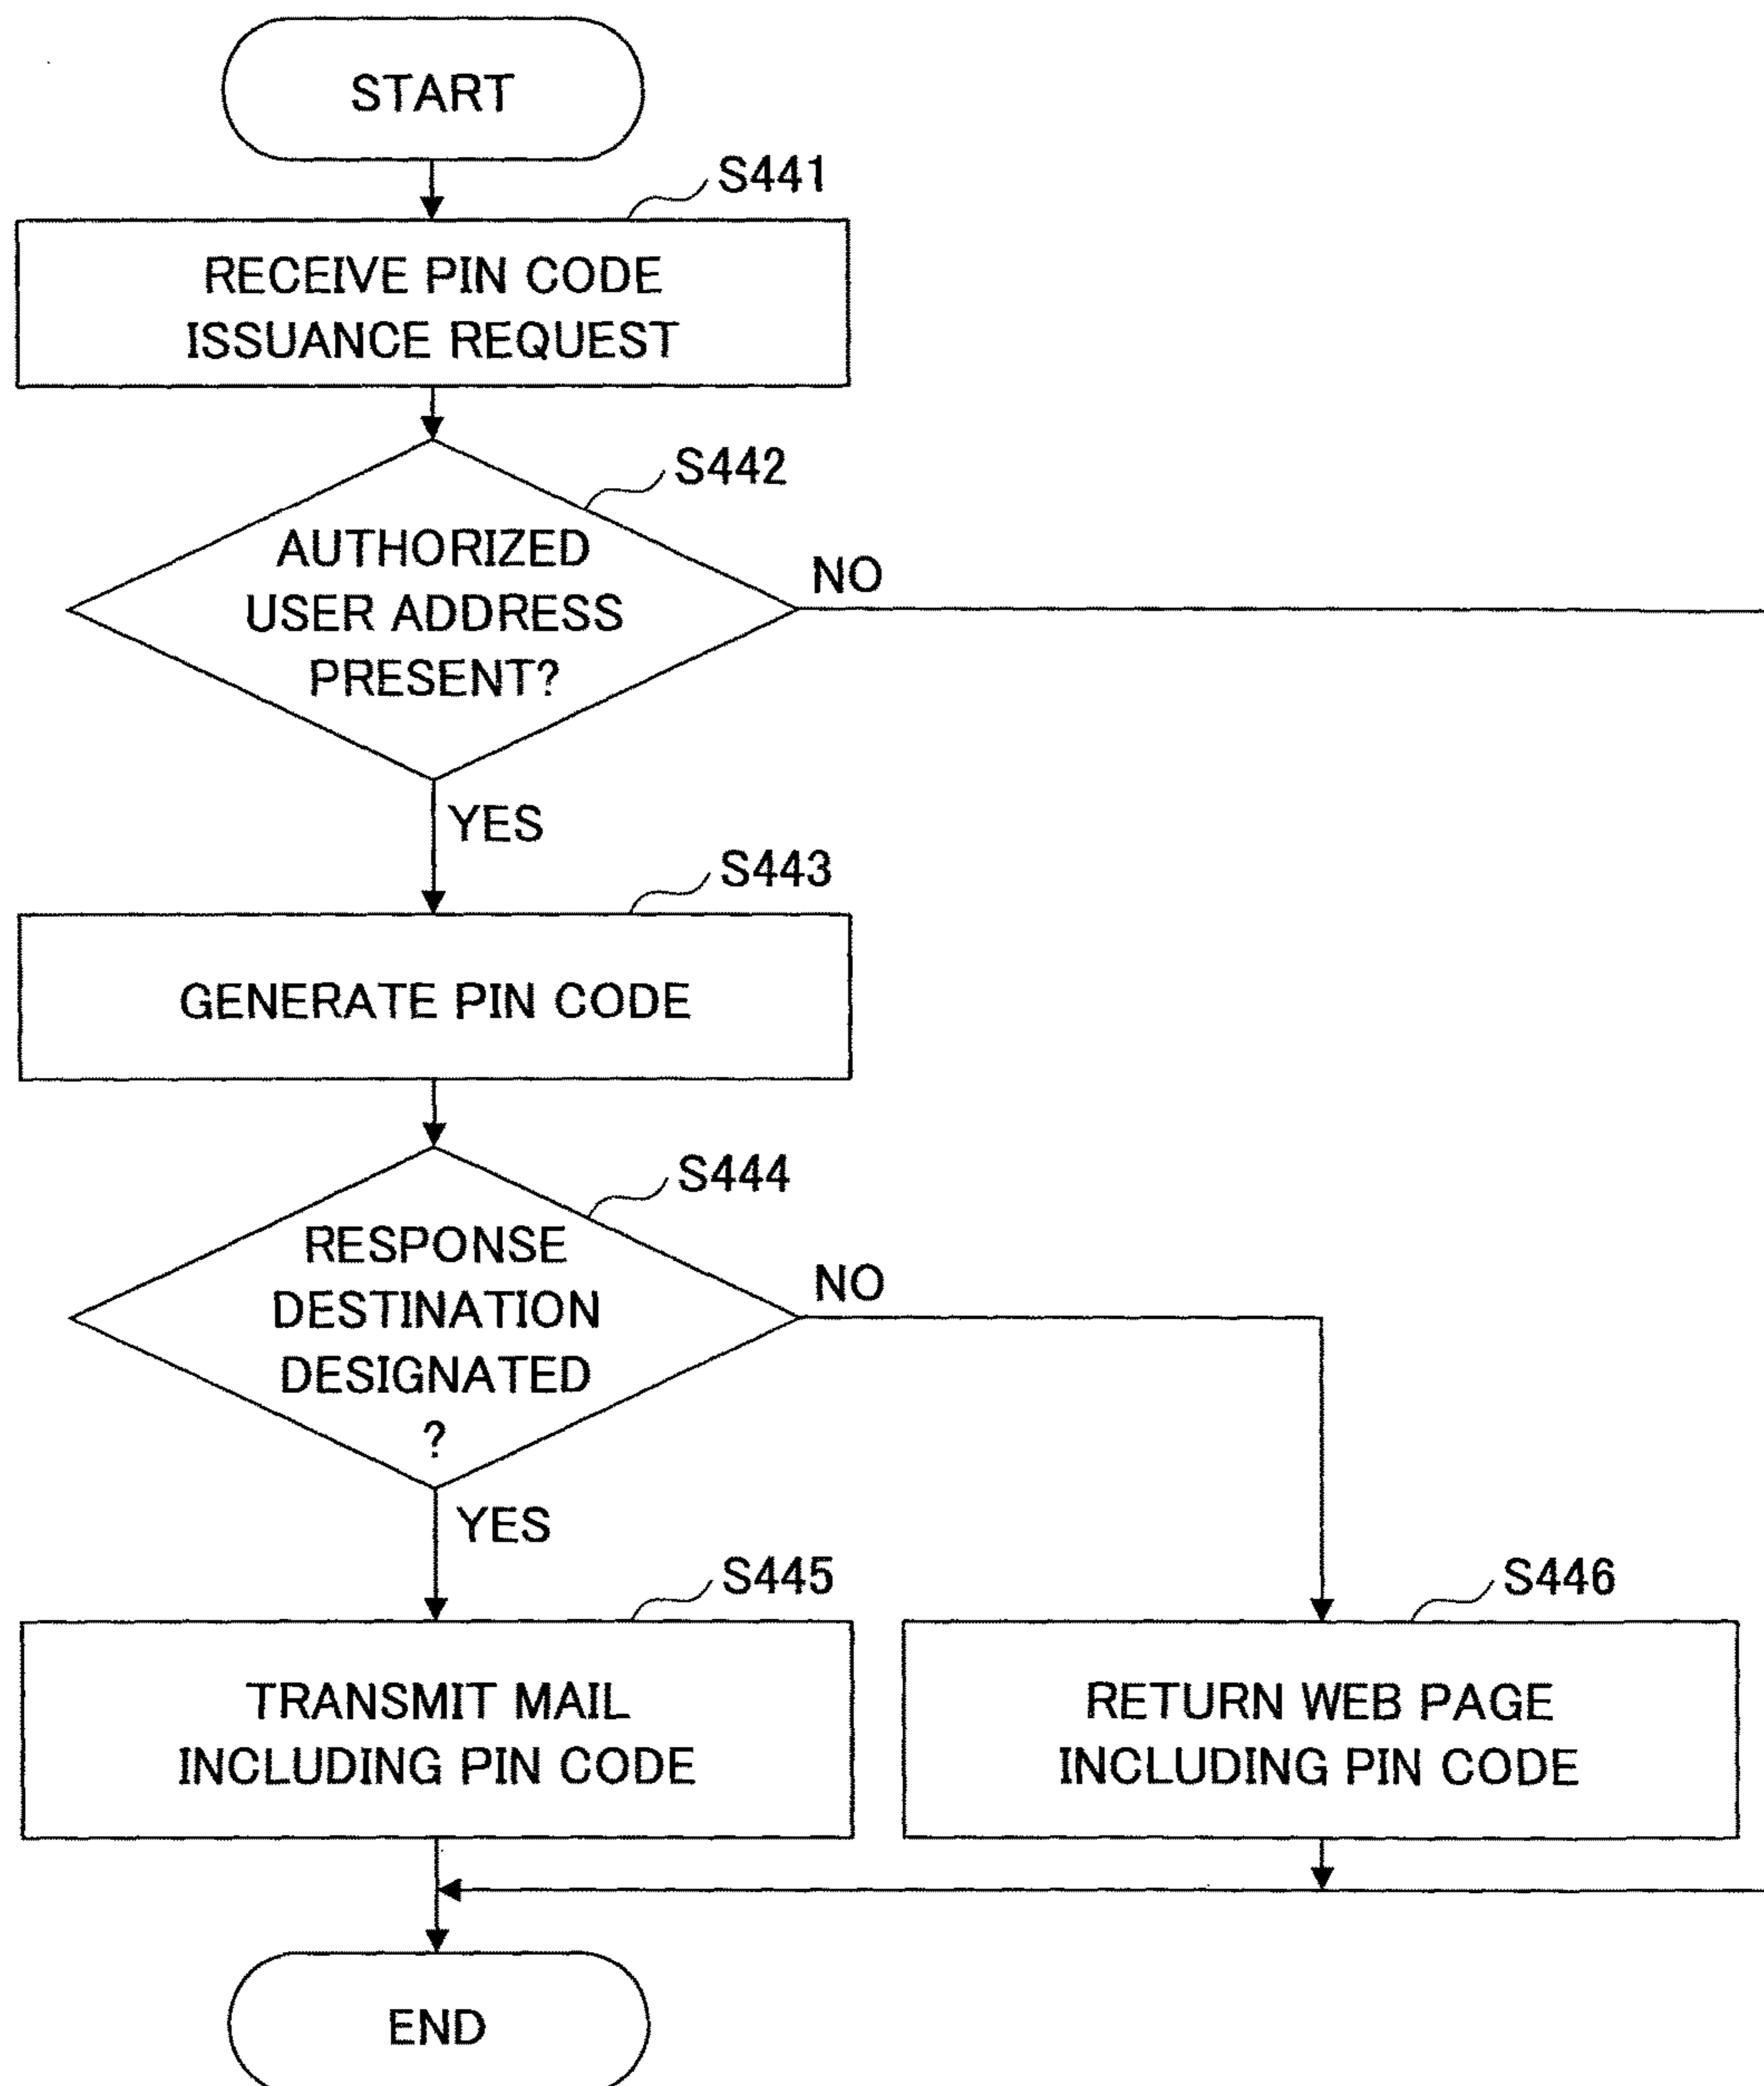 START
S441
RECEIVE PIN CODE
ISSUANCE REQUEST
S442
AUTHORIZED
USER ADDRESS
PRESENT?
NO
YES
S443
GENERATE PIN CODE
S444
RESPONSE
DESTINATION
DESIGNATED
?
NO
YES
S445
TRANSMIT MAIL
INCLUDING PIN CODE
S446
RETURN WEB PAGE
INCLUDING PIN CODE
END